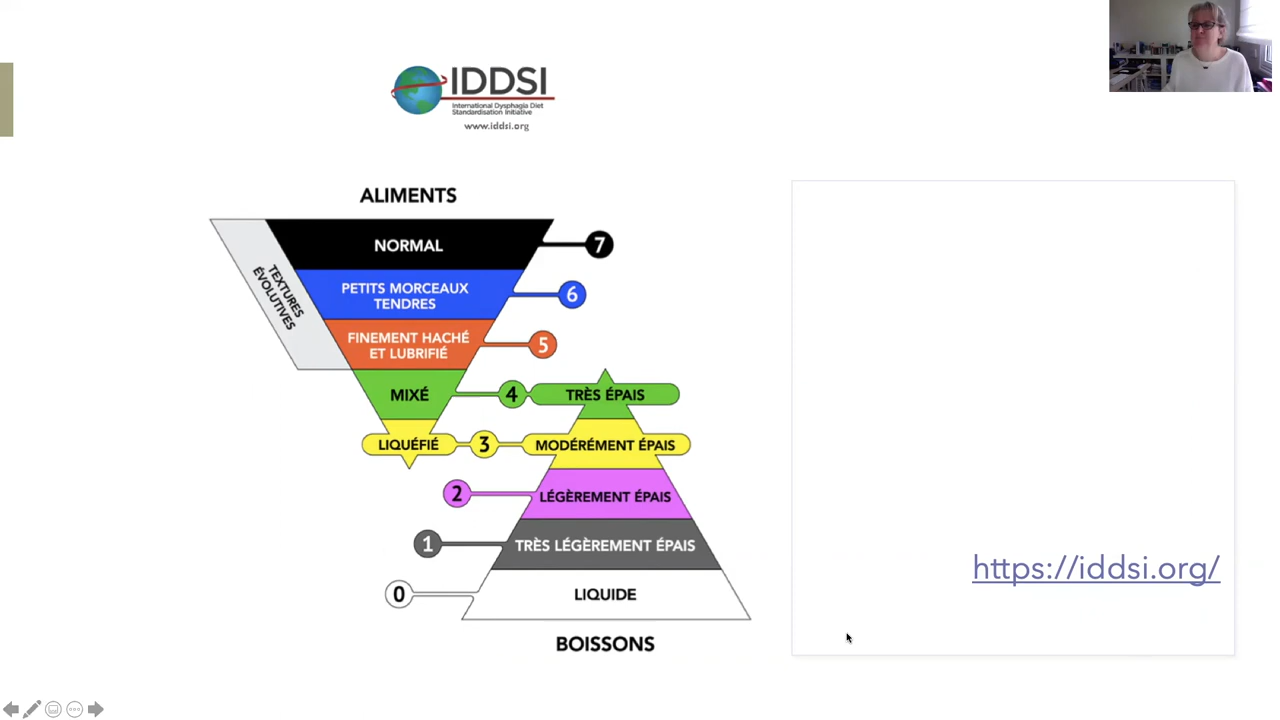 IDDSI
International Dysphagia Diet
Standardisation Initiative
www.iddsi.org
ALIMENTS
TEXTURES
ÉVOLUTIVES
NORMAL
7
PETITS MORCEAUX
TENDRES
6
FINEMENT HACHÉ
ET LUBRIFIÉ
5
MIXÉ
4
TRÈS ÉPAIS
LIQUÉFIÉ
3
MODÉRÉMENT ÉPAIS
2
LÉGÈREMENT ÉPAIS
1
TRÈS LÉGÈREMENT ÉPAIS
0
LIQUIDE
BOISSONS
https://iddsi.org/